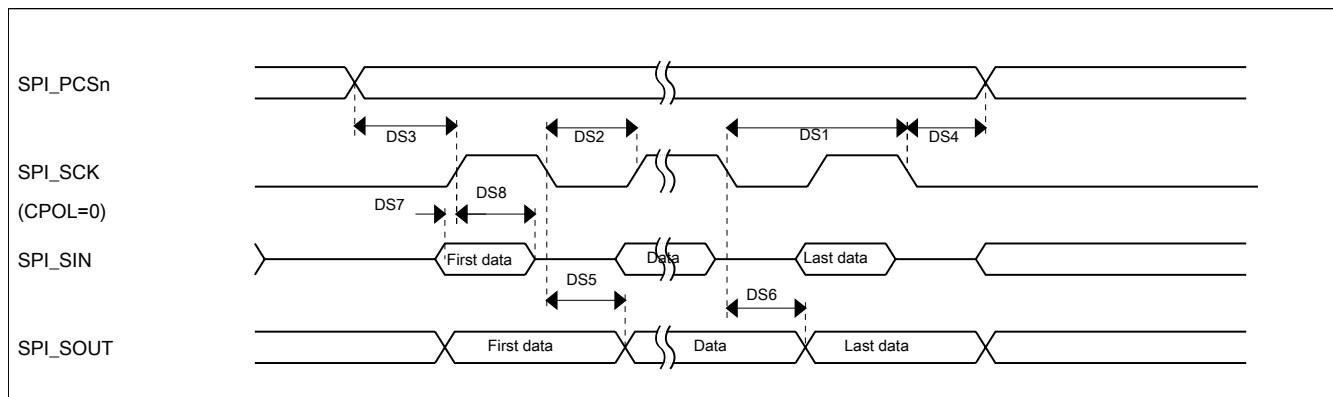 SPI_PCSn
DS3
DS2
DS1
DS4
SPI_SCK
(CPOL=0)
DS7
DS8
SPI_SIN
First data
Data
Last data
DS5
DS6
SPI_SOUT
First data
Data
Last data